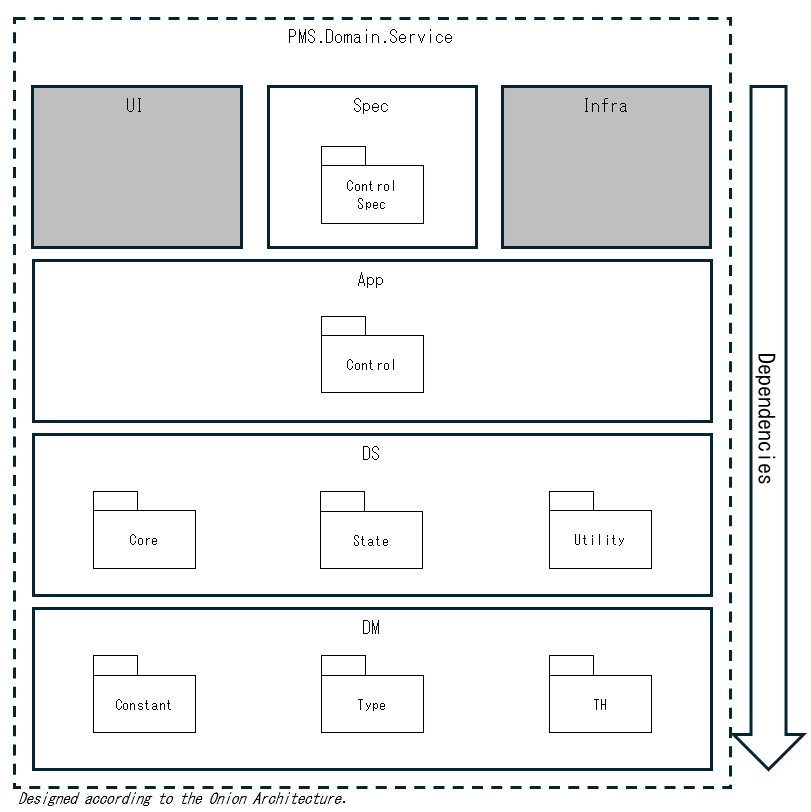 PMS.Domain.Service
UI
Spec
Infra
Control
Spec
App
Control
Dependencies
DS
Core
State
Utility
DM
Constant
Type
TH
Designed according to the Onion Architecture.